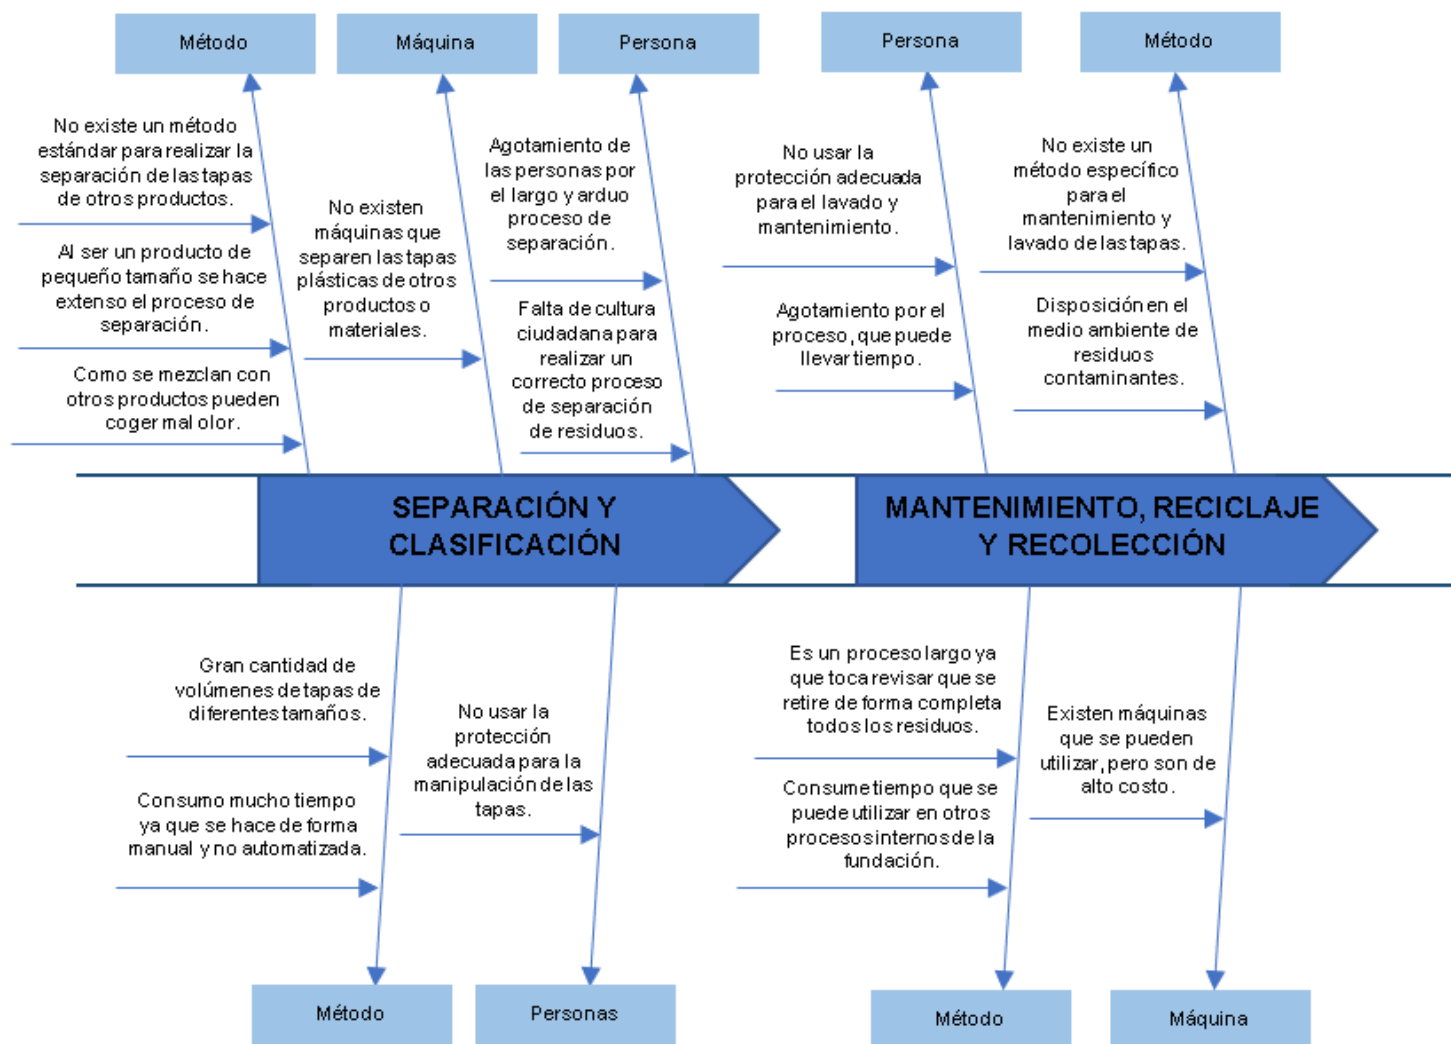 Método
Máquina
Persona
Persona
Método
No existe un método
estándar para realizar la
separación de las tapas
de otros productos.
Al ser un producto de
pequeño tamaño se hace
extenso el proceso de
separación.
Como se mezclan con
otros productos pueden
coger mal olor.
No existen
máquinas que
separen las tapas
plásticas de otros
productos o
materiales.
Agotamiento de
las personas por
el largo y arduo
proceso de
separación.
Falta de cultura
ciudadana para
realizar un
correcto proceso
de separación
de residuos.
No usar la
protección adecuada
para el lavado y
mantenimiento.
Agotamiento por el
proceso, que puede
llevar tiempo.
No existe un
método específico
para el
mantenimiento y
lavado de las tapas.
Disposición en el
medio ambiente de
residuos
contaminantes.
SEPARACIÓN Y
CLASIFICACIÓN
MANTENIMIENTO, RECICLAJE
Y RECOLECCIÓN
Gran cantidad de
volúmenes de tapas de
diferentes tamaños.
Consumo mucho tiempo
ya que se hace de forma
manual y no automatizada.
No usar la
protección
adecuada para la
manipulación de las
tapas.
Es un proceso largo ya
que toca revisar que se
retire de forma completa
todos los residuos.
Consume tiempo que se
puede utilizar en otros
procesos internos de la
fundación.
Existen máquinas
que se pueden
utilizar, pero son de
alto costo.
Método
Personas
Método
Máquina